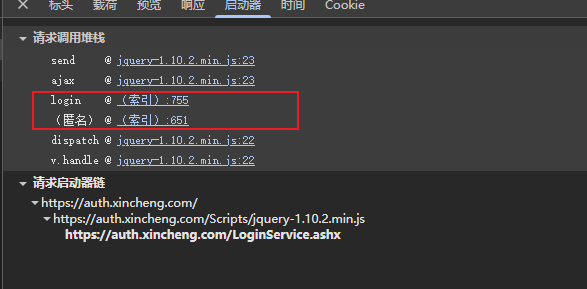 标头 载荷 预览 响应 启动器 时间 Cookie
请求调用堆栈
send @ jquery-1.10.2.min.js:23
ajax @ jquery-1.10.2.min.js:23
login @ (索引):755
(匿名) @ (索引):651
dispatch @ jquery-1.10.2.min.js:22
v.handle @ jquery-1.10.2.min.js:22
请求启动器链
https://auth.xincheng.com/
https://auth.xincheng.com/Scripts/jquery-1.10.2.min.js
https://auth.xincheng.com/LoginService.ashx